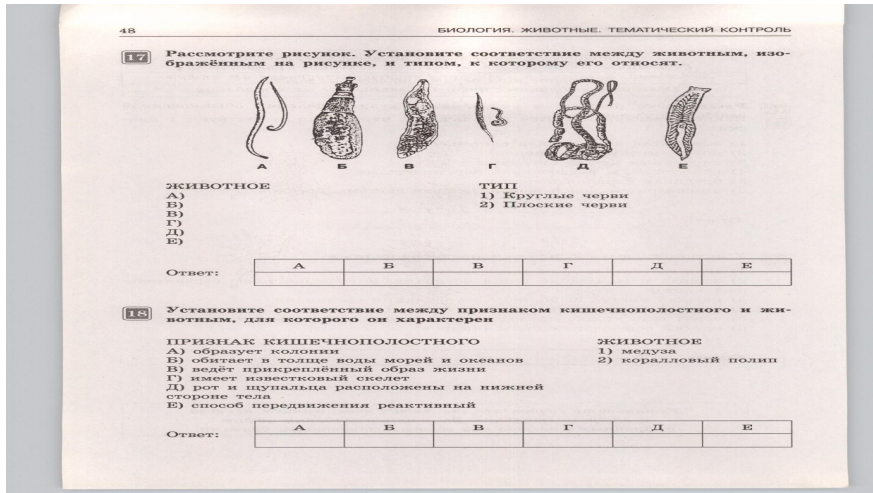 48
БИОЛОГИЯ. ЖИВОТНЫЕ. ТЕМАТИЧЕСКИЙ КОНТРОЛЬ
17 Рассмотрите рисунок. Установите соответствие между животным, изо-
бражённым на рисунке, и типом, к которому его относят.
А Б В Г Д Е
ЖИВОТНОЕ ТИП
А) 1) Круглые черви
Б) 2) Плоские черви
В)
Г)
Д)
Е)
Ответ: А Б В Г Д Е
18 Установите соответствие между признаком кишечнополостного и жи-
вотным, для которого он характерен
ПРИЗНАК КИШЕЧНОПОЛОСТНОГО ЖИВОТНОЕ
А) образует колонии 1) медуза
Б) обитает в толще воды морей и океанов 2) коралловый полип
В) ведёт прикреплённый образ жизни
Г) имеет известковый скелет
Д) рот и щупальца расположены на нижней
стороне тела
Е) способ передвижения реактивный
Ответ: А Б В Г Д Е